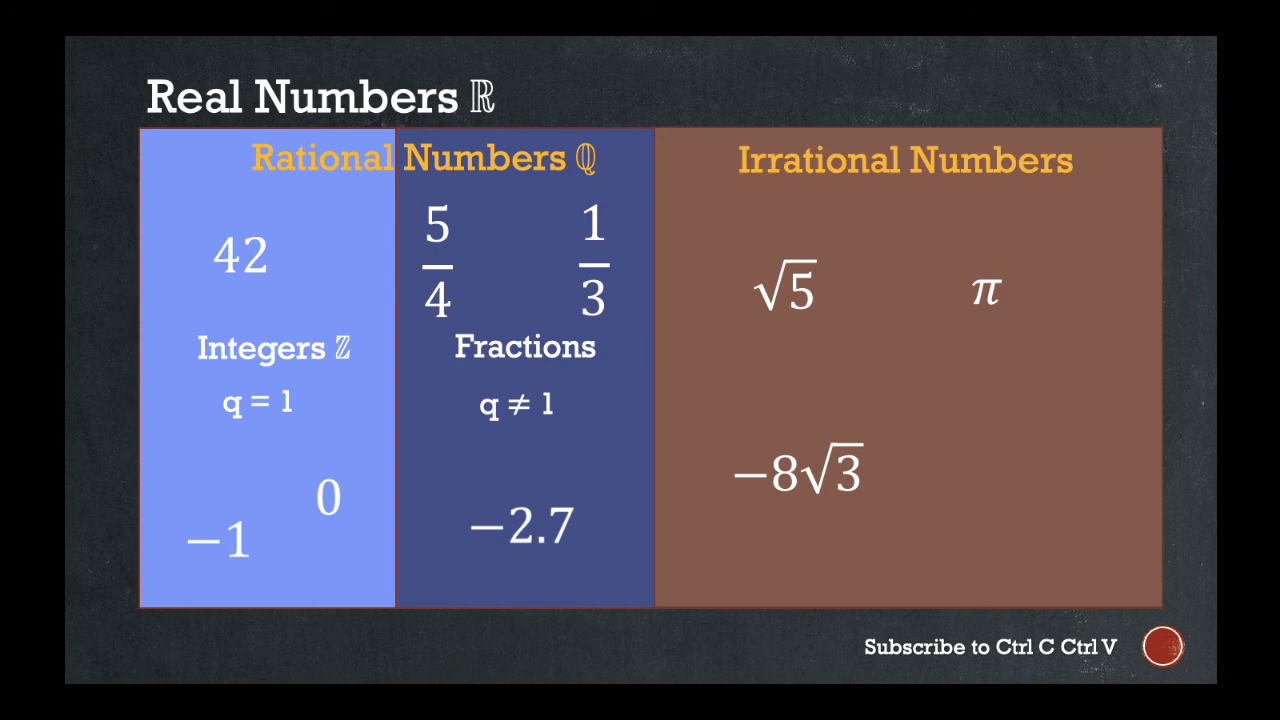 Real Numbers ℝ
Rational Numbers ℚ
Irrational Numbers
42
5/4
1/3
√5
π
Integers ℤ
Fractions
q = 1
q ≠ 1
−8√3
0
−1
−2.7
Subscribe to Ctrl C Ctrl V